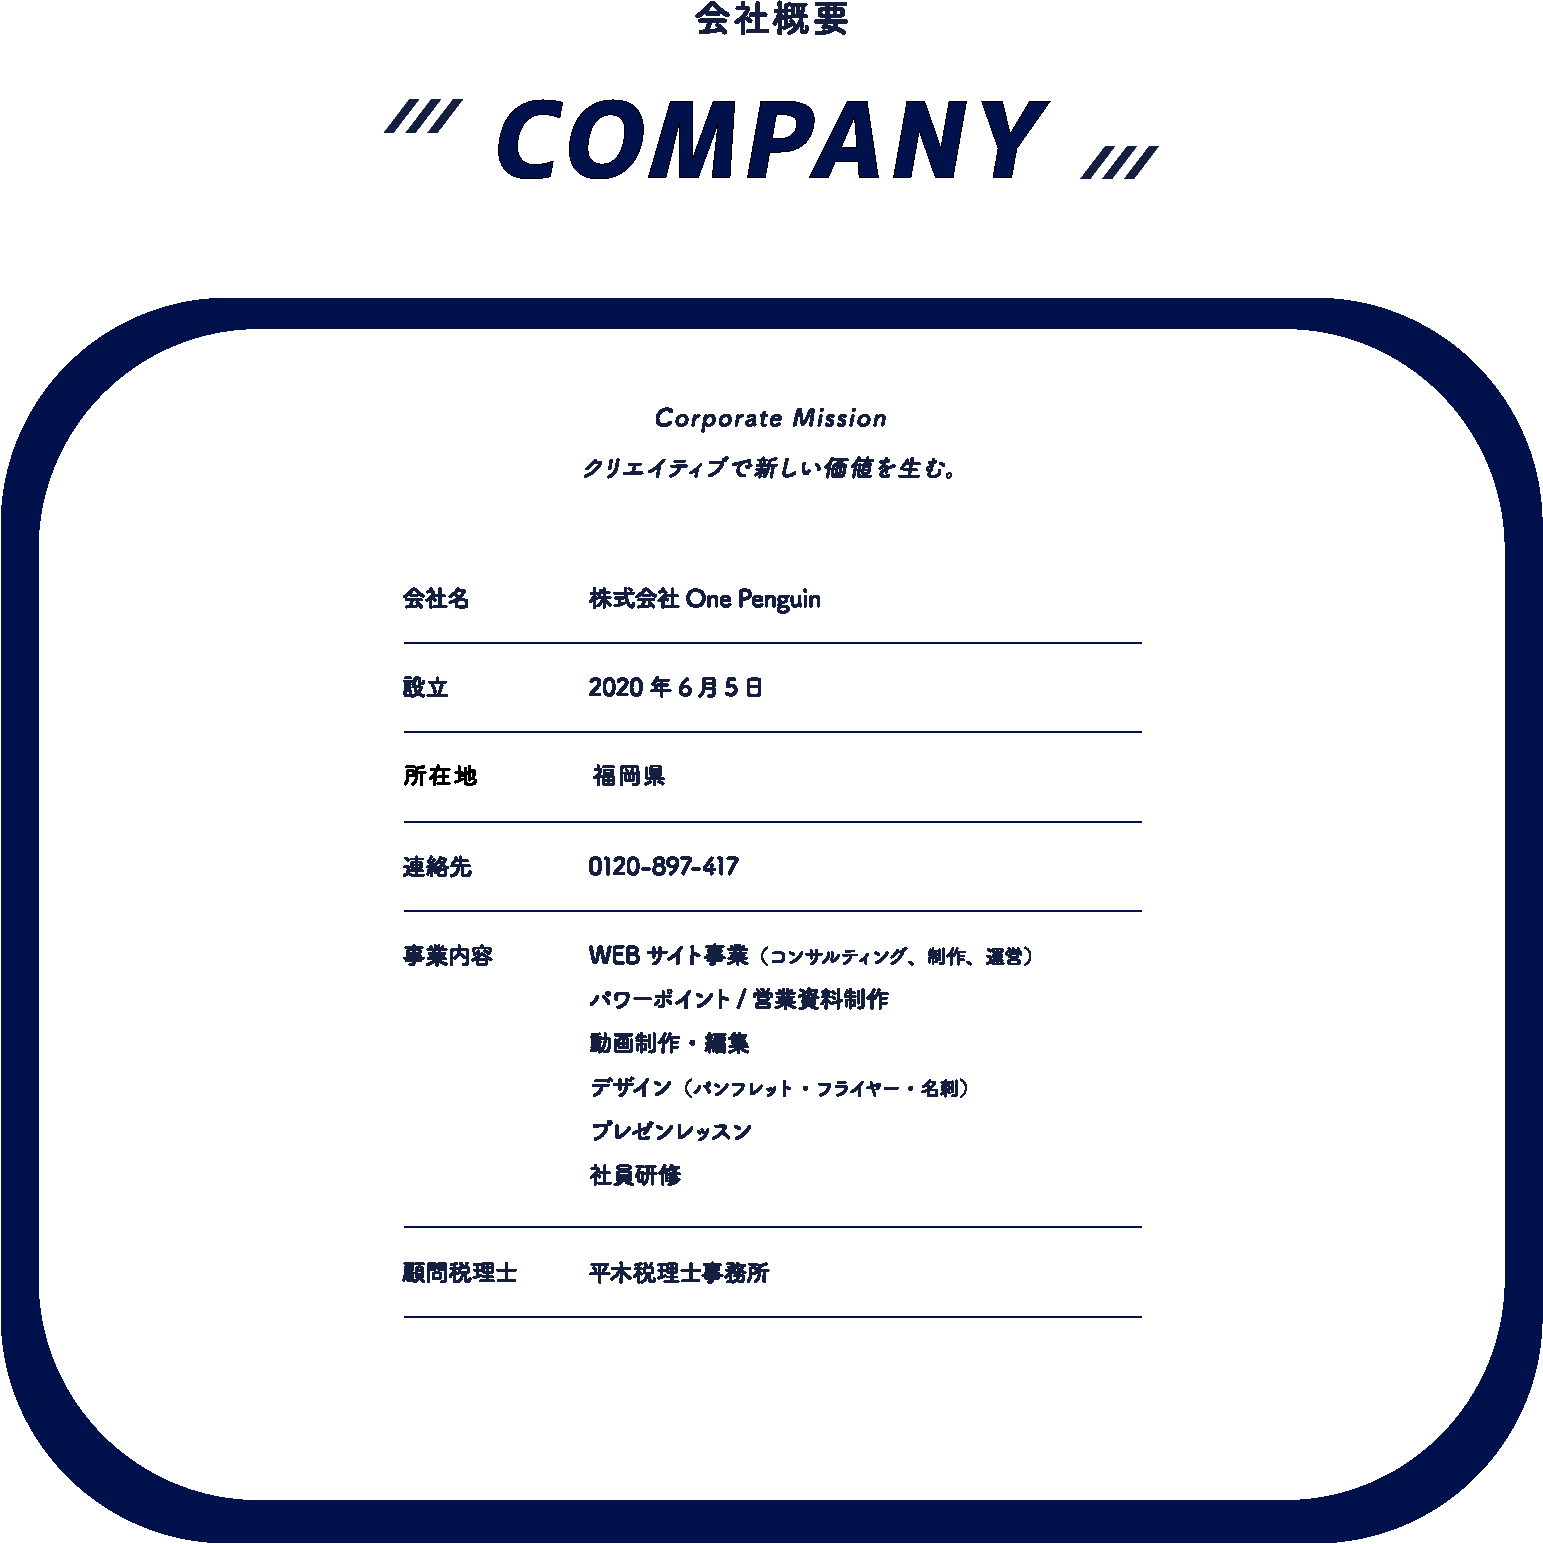 会社概要
COMPANY
Corporate Mission
クリエイティブで新しい価値を生む。
会社名 株式会社 One Penguin
設立 2020 年 6 月 5 日
所在地 福岡県
連絡先 0120-897-417
事業内容 WEB サイト事業（コンサルティング、制作、運営）
パワーポイント / 営業資料制作
動画制作・編集
デザイン（パンフレット・フライヤー・名刺）
プレゼンレッスン
社員研修
顧問税理士 平木税理士事務所